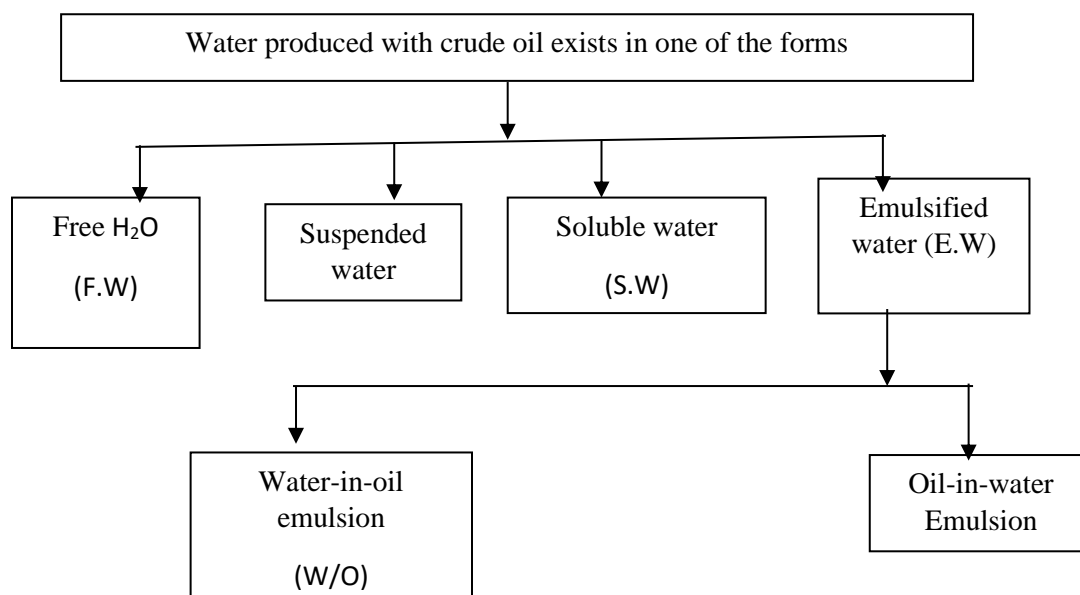 Water produced with crude oil exists in one of the forms
Free H₂O
(F.W)
Suspended
water
Soluble water
(S.W)
Emulsified
water (E.W)
Water-in-oil
emulsion
(W/O)
Oil-in-water
Emulsion